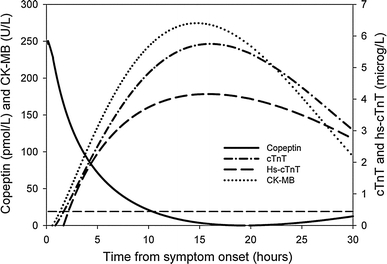 Copeptin (pmol/L) and CK-MB (U/L)
300
250
200
150
100
50
0
7
6
5
4
3
2
1
0
cTnT and hs-cTnT (microg/L)
Copeptin
cTnT
Hs-cTnT
CK-MB
0 5 10 15 20 25 30
Time from symptom onset (hours)